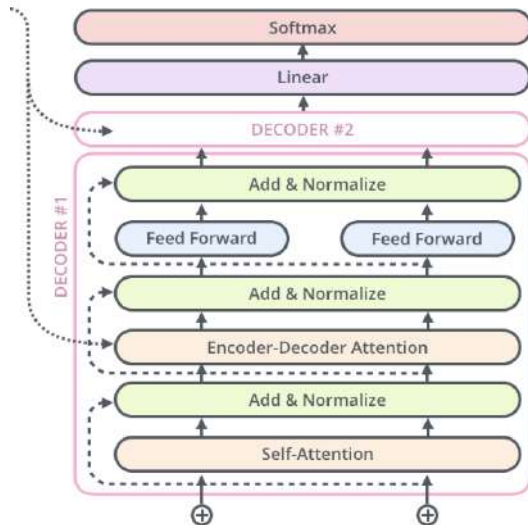 Softmax
Linear
DECODER #2
DECODER #1
Add & Normalize
Feed Forward
Feed Forward
Add & Normalize
Encoder-Decoder Attention
Add & Normalize
Self-Attention